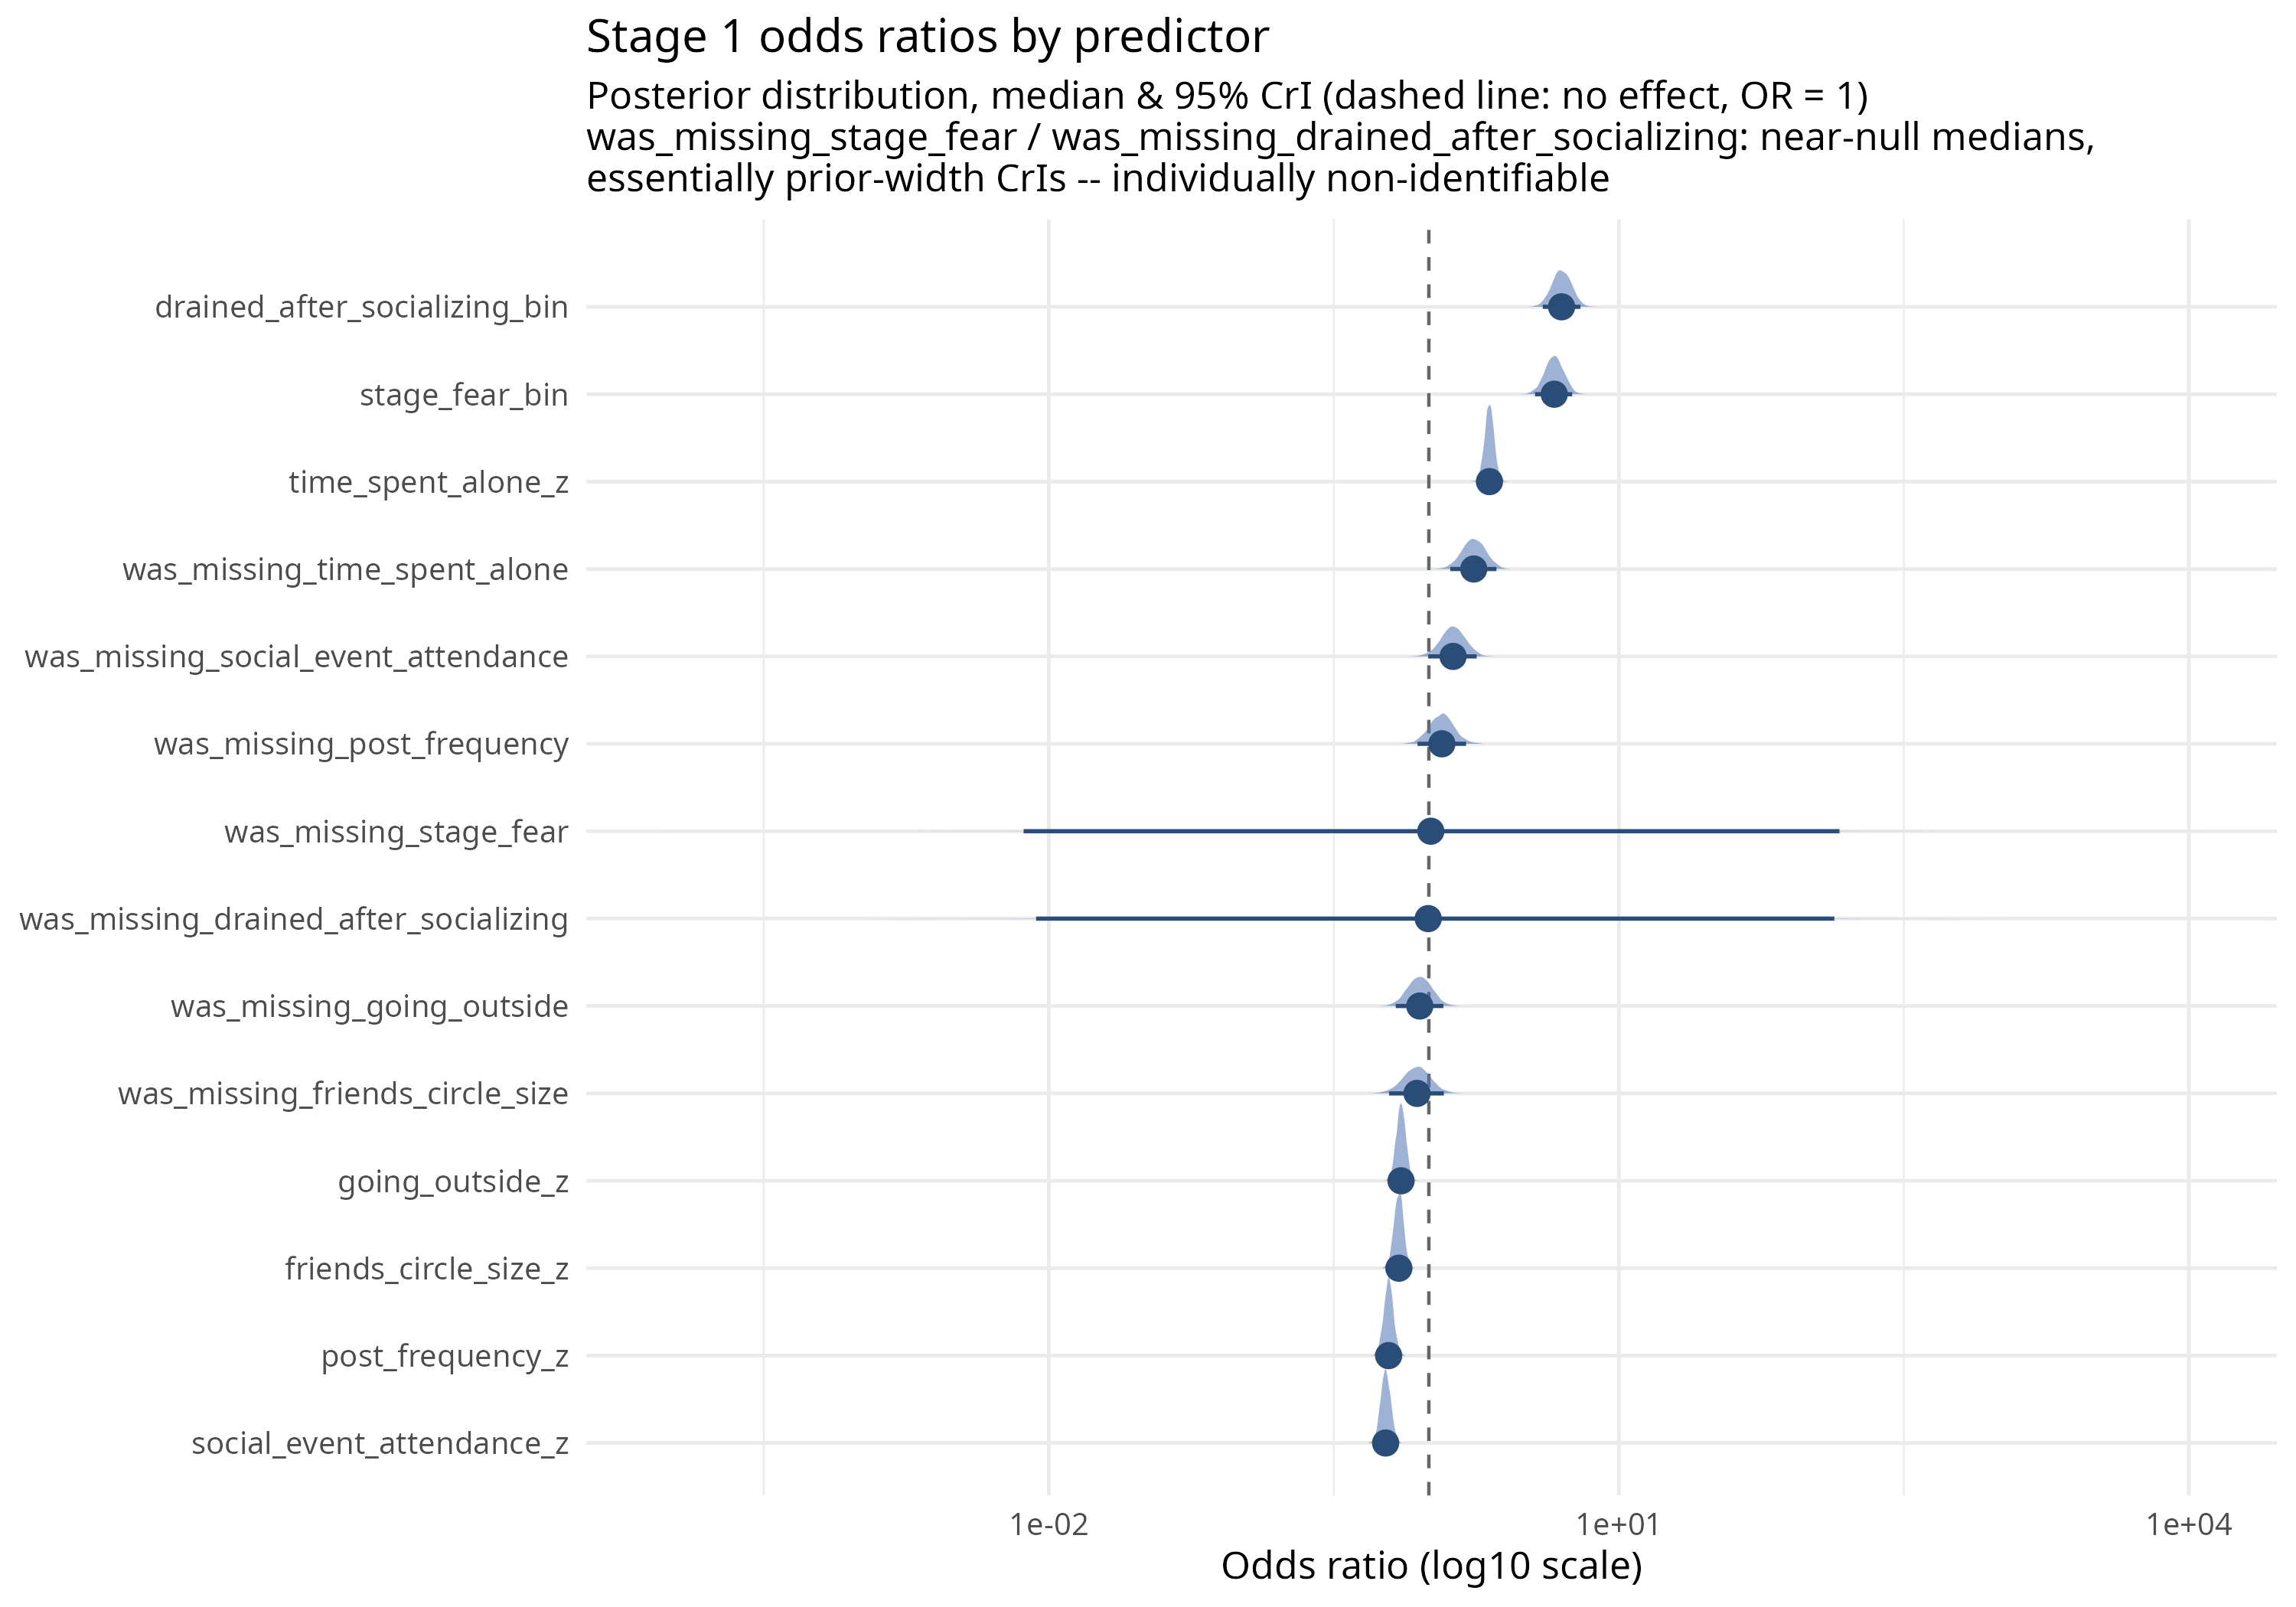 Stage 1 odds ratios by predictor
Posterior distribution, median & 95% CrI (dashed line: no effect, OR = 1)
was_missing_stage_fear / was_missing_drained_after_socializing: near-null medians,
essentially prior-width CrIs -- individually non-identifiable
drained_after_socializing_bin
stage_fear_bin
time_spent_alone_z
was_missing_time_spent_alone
was_missing_social_event_attendance
was_missing_post_frequency
was_missing_stage_fear
was_missing_drained_after_socializing
was_missing_going_outside
was_missing_friends_circle_size
going_outside_z
friends_circle_size_z
post_frequency_z
social_event_attendance_z
1e-02 1e+01 1e+04
Odds ratio (log10 scale)